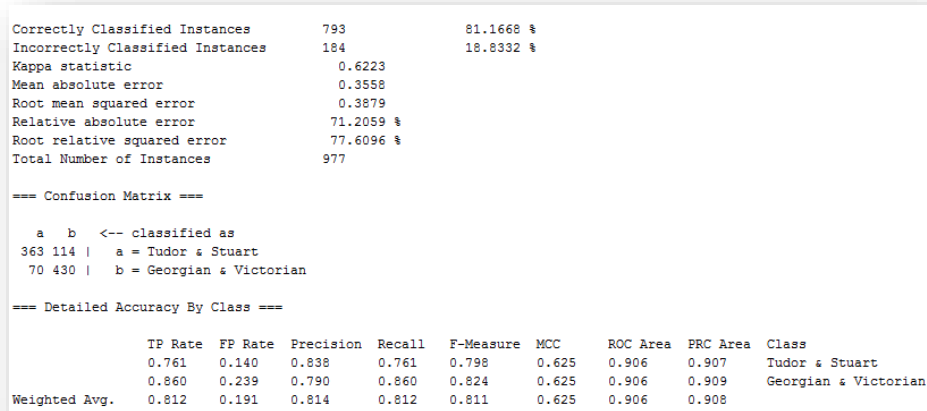 Correctly Classified Instances 793 81.1668 %
Incorrectly Classified Instances 184 18.8332 %
Kappa statistic 0.6223
Mean absolute error 0.3558
Root mean squared error 0.3879
Relative absolute error 71.2059 %
Root relative squared error 77.6096 %
Total Number of Instances 977
=== Confusion Matrix ===
a b <-- classified as
363 114 | a = Tudor & Stuart
70 430 | b = Georgian & Victorian
=== Detailed Accuracy By Class ===
TP Rate FP Rate Precision Recall F-Measure MCC ROC Area PRC Area Class
0.761 0.140 0.838 0.761 0.798 0.625 0.906 0.907 Tudor & Stuart
0.860 0.239 0.790 0.860 0.824 0.625 0.906 0.909 Georgian & Victorian
Weighted Avg. 0.812 0.191 0.814 0.812 0.811 0.625 0.906 0.908